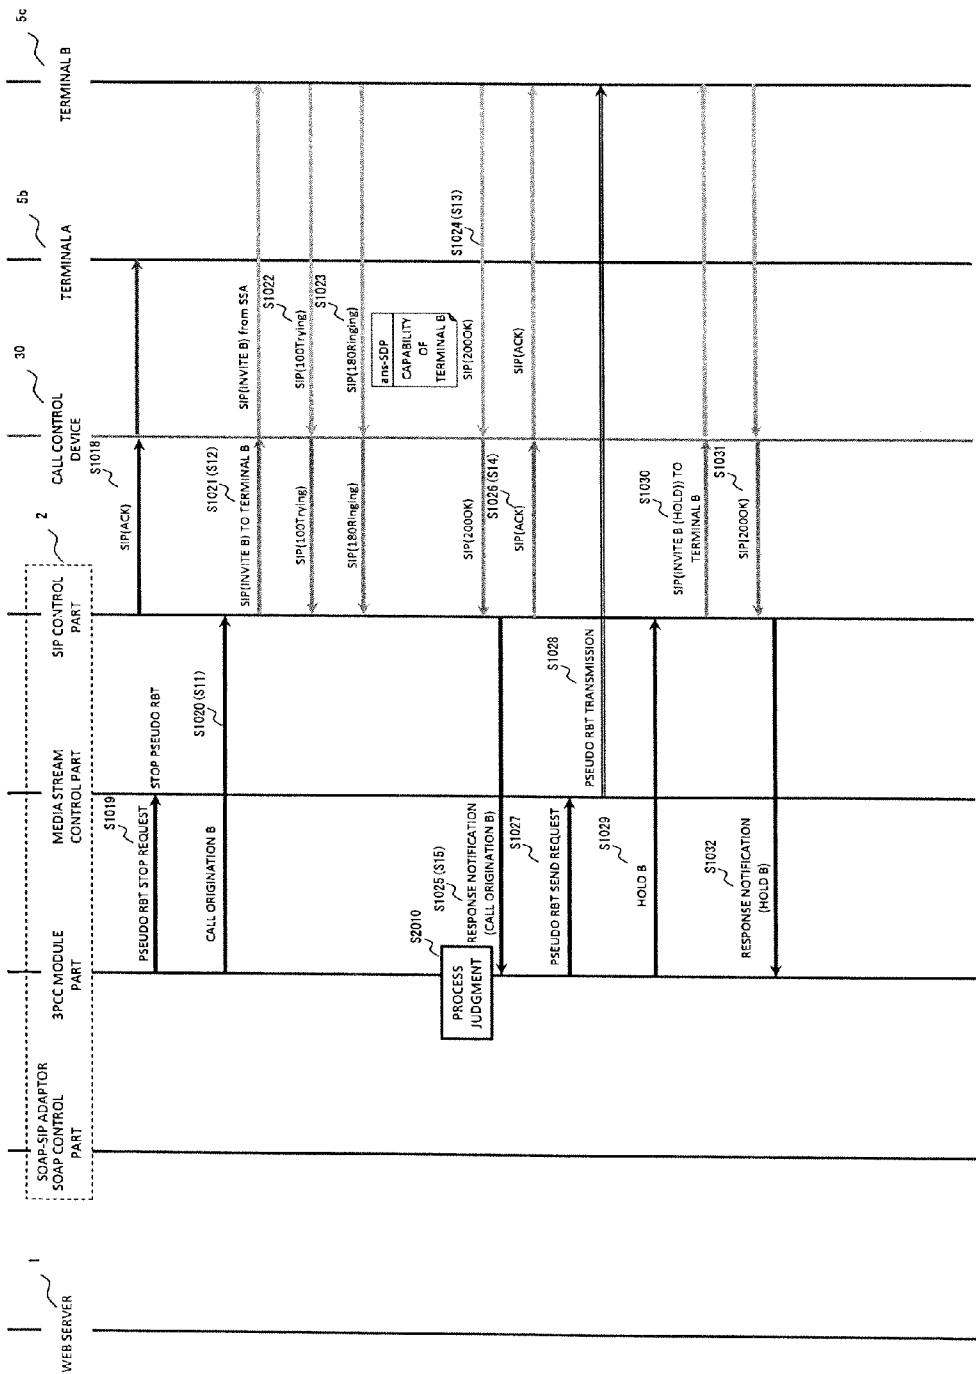 WEB SERVER
1
SOAP-SIP ADAPTOR
SOAP CONTROL
PART
3PCC MODULE
PART
MEDIA STREAM
CONTROL PART
SIP CONTROL
PART
2
CALL CONTROL
DEVICE
30
TERMINAL A
5b
TERMINAL B
5c
SIP(ACK)
S1018
PSEUDO RBT STOP REQUEST
S1019
STOP PSEUDO RBT
CALL ORIGINATION B
S1020 (S11)
SIP(INVITE B) TO TERMINAL B
S1021 (S12)
SIP(INVITE B) from SSA
SIP(100Trying)
SIP(100Trying)
S1022
SIP(180Ringing)
SIP(180Ringing)
S1023
ans-SDP
CAPABILITY
OF
TERMINAL B
SIP(200OK)
SIP(200OK)
S1024 (S13)
PROCESS
JUDGMENT
S2010
RESPONSE NOTIFICATION
(CALL ORIGINATION B)
S1025 (S15)
SIP(ACK)
S1026 (S14)
SIP(ACK)
PSEUDO RBT SEND REQUEST
S1027
PSEUDO RBT TRANSMISSION
S1028
HOLD B
S1029
SIP(INVITE B (HOLD)) TO
TERMINAL B
S1030
SIP(200OK)
S1031
RESPONSE NOTIFICATION
(HOLD B)
S1032